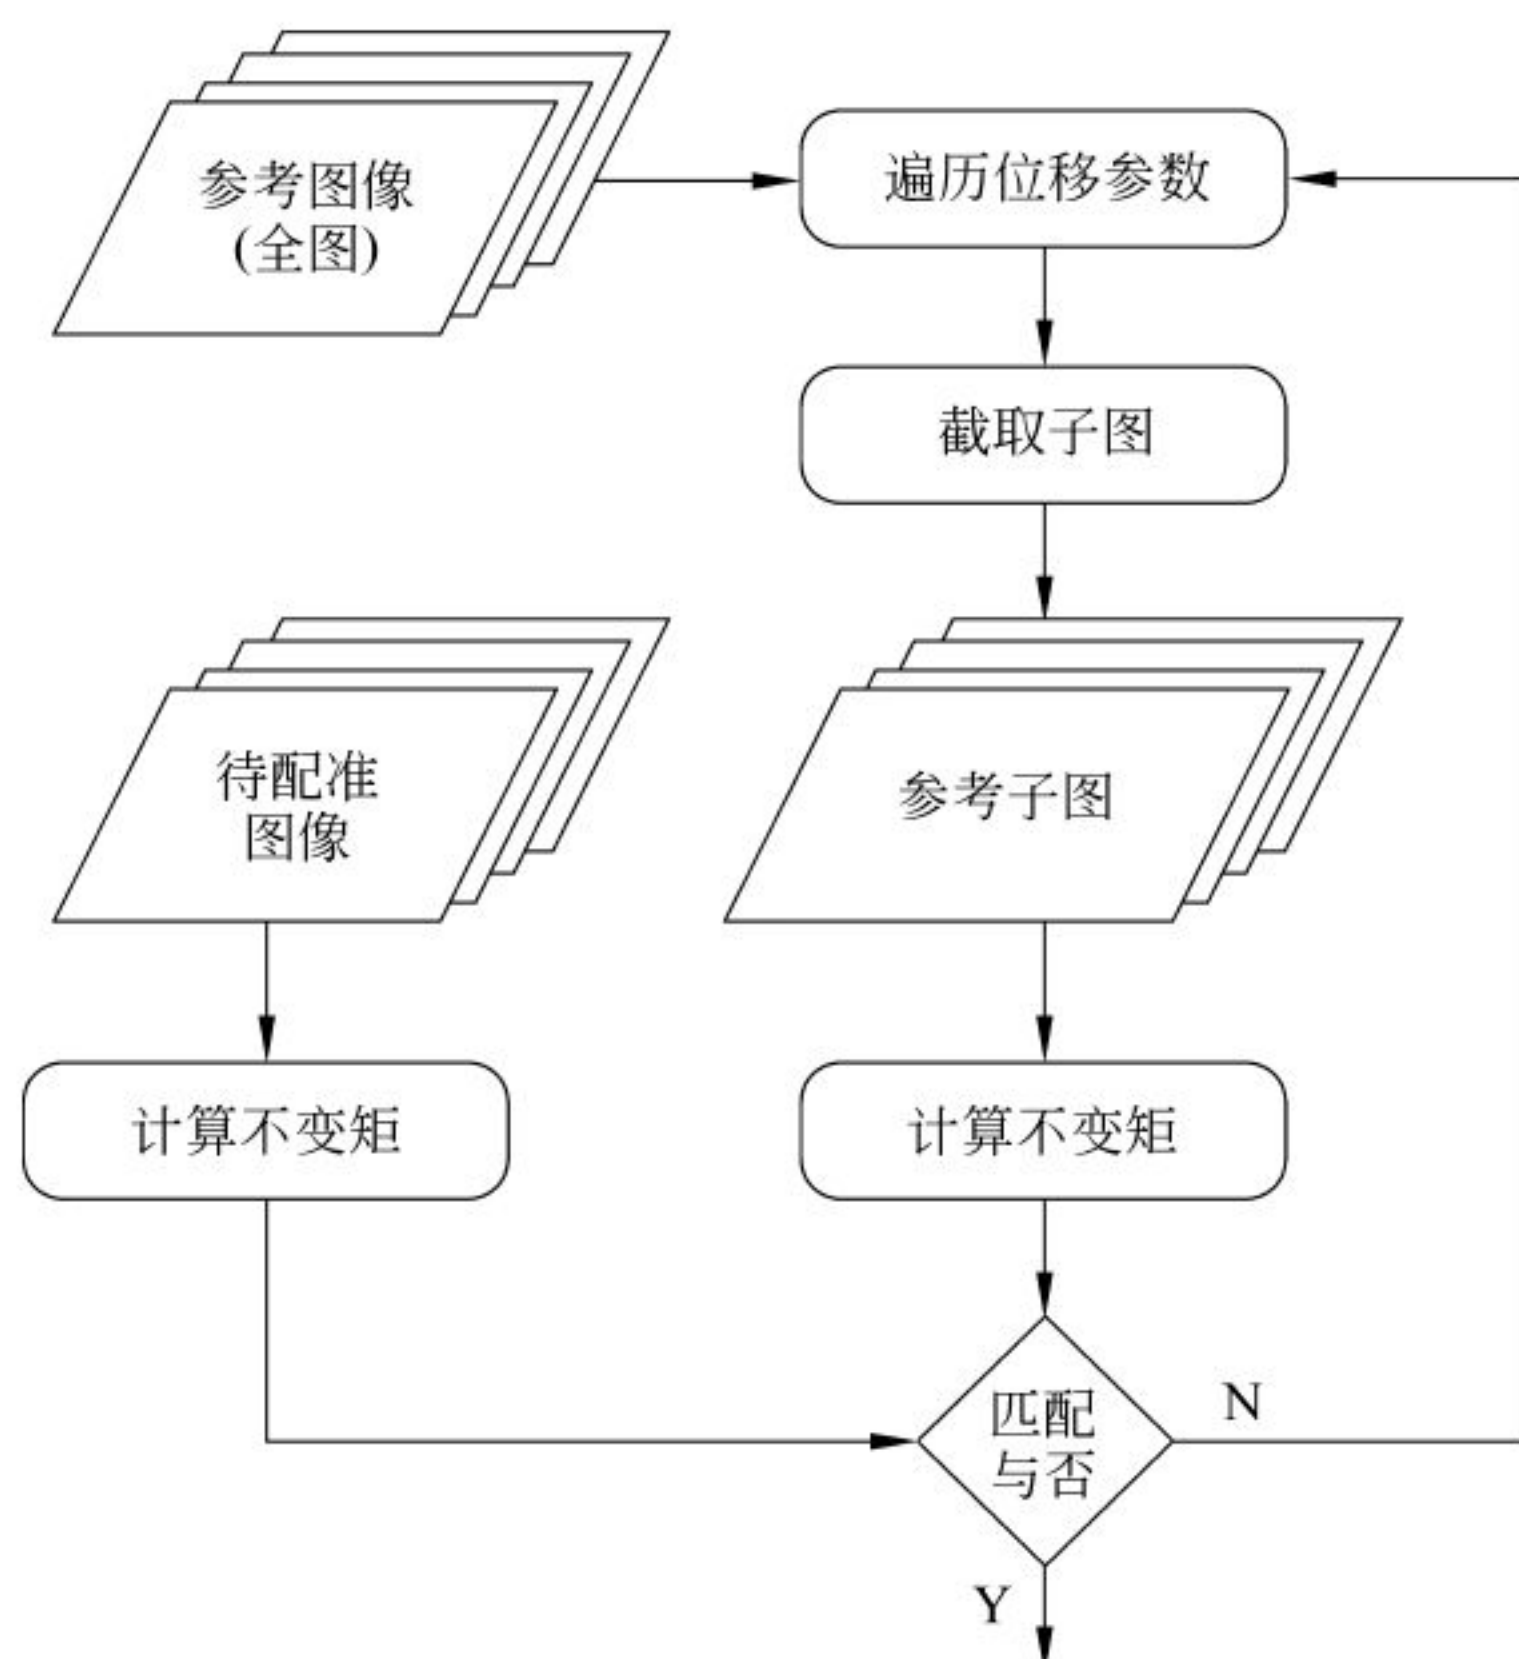 参考图像
(全图)
遍历位移参数
截取子图
待配准
图像
参考子图
计算不变矩
计算不变矩
匹配
与否
N
Y